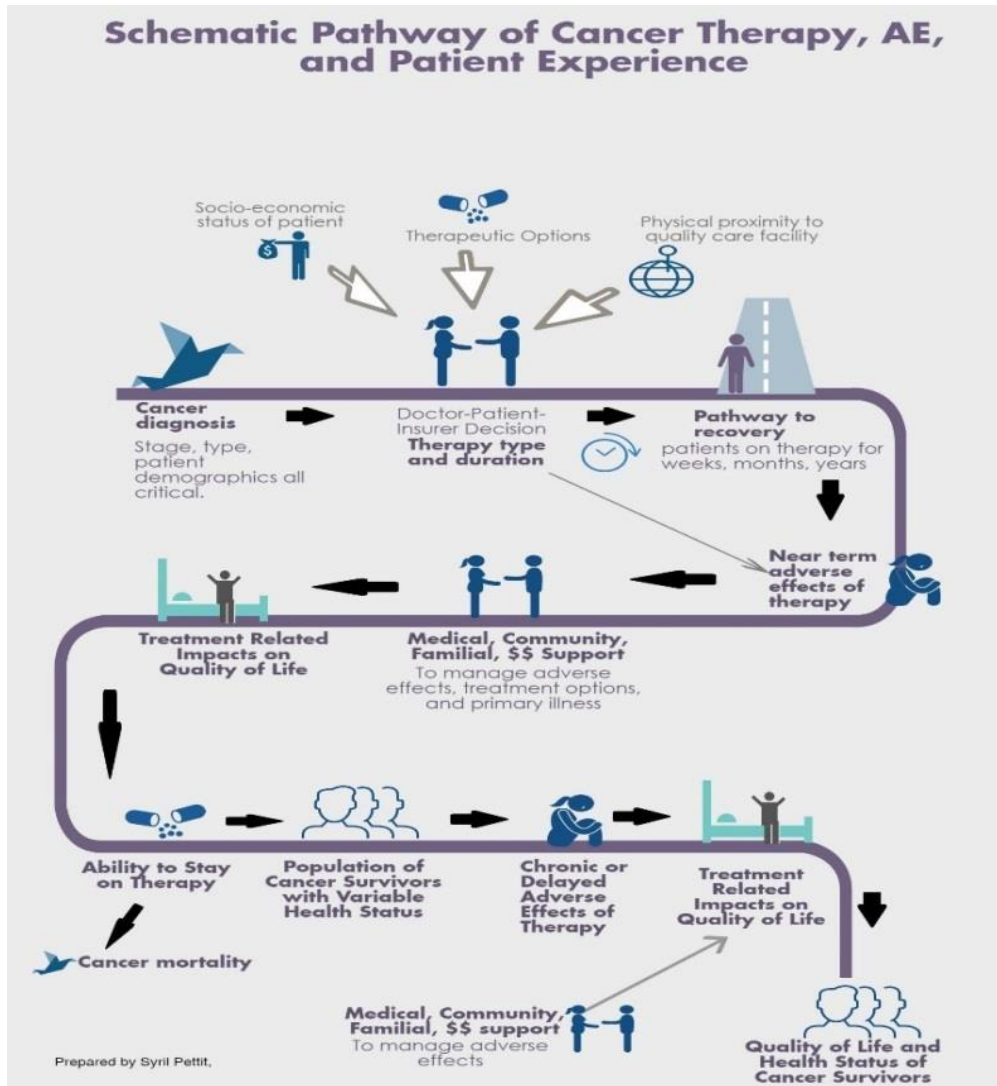 Schematic Pathway of Cancer Therapy, AE,
and Patient Experience
Socio-economic
status of patient
$
Therapeutic Options
Physical proximity to
quality care facility
Cancer
diagnosis
Stage, type,
patient
demographics all
critical.
Doctor-Patient-
Insurer Decision
Therapy type
and duration
Pathway to
recovery
patients on therapy for
weeks, months, years
Near term
adverse
effects of
therapy
Medical, Community,
Familial, $$ Support
To manage adverse
effects, treatment options,
and primary illness
Treatment Related
Impacts on
Quality of Life
Ability to Stay
on Therapy
Cancer mortality
Population of
Cancer Survivors
with Variable
Health Status
Chronic or
Delayed
Adverse
Effects of
Therapy
Treatment
Related
Impacts on
Quality of Life
Medical, Community,
Familial, $$ support
To manage adverse
effects
Quality of Life and
Health Status of
Cancer Survivors
Prepared by Syril Pettit,